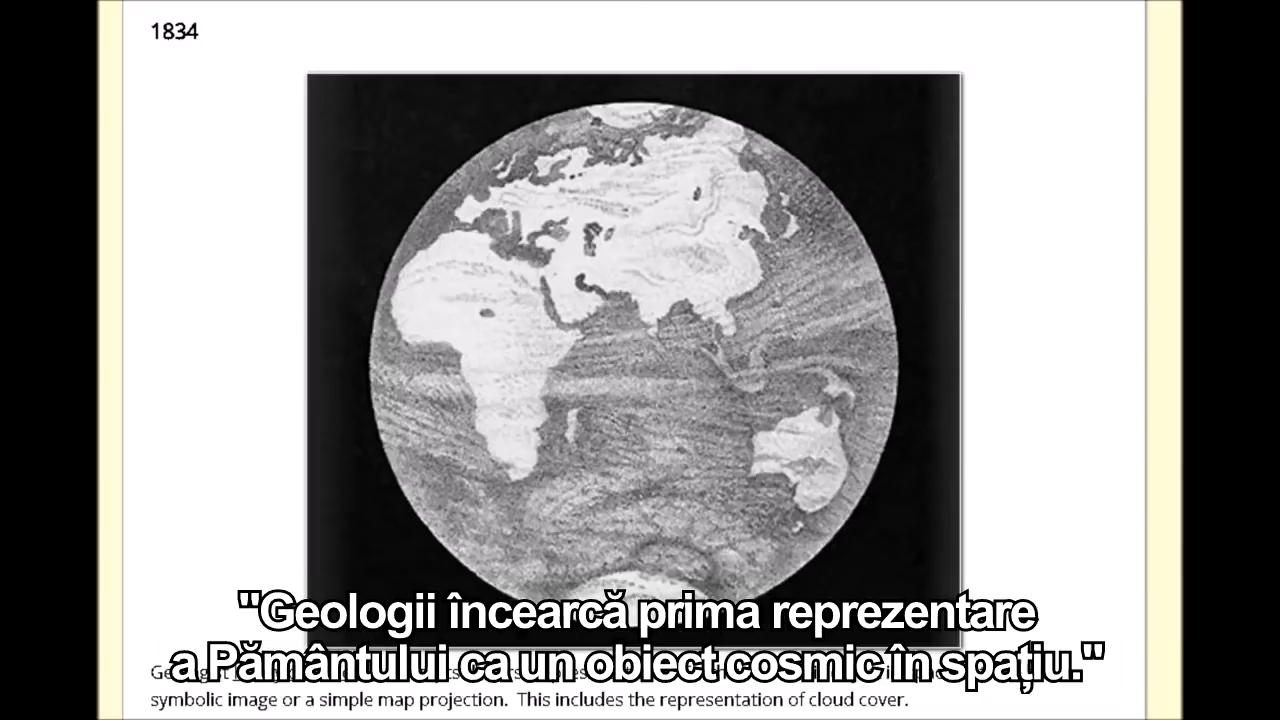 1834
"Geologii încearcă prima reprezentare
a Pământului ca un obiect cosmic în spațiu."
symbolic image or a simple map projection. This includes the representation of cloud cover.